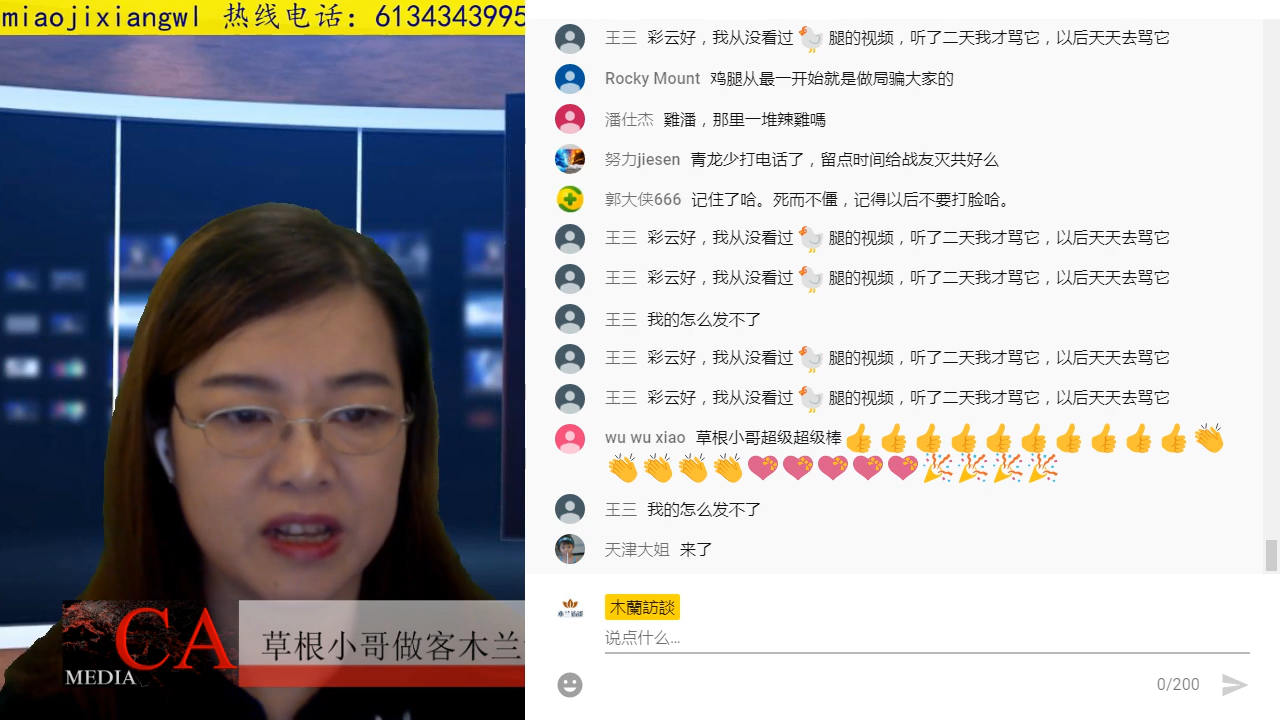 miaojixiangwl 热线电话：6134343995
CA
MEDIA
草根小哥做客木兰
王三 彩云好，我从没看过🐔腿的视频，听了二天我才骂它，以后天天去骂它
Rocky Mount 鸡腿从最一开始就是做局骗大家的
潘仕杰 雞潘，那里一堆辣雞嗎
努力jiesen 青龙少打电话了，留点时间给战友灭共好么
郭大侠666 记住了哈。死而不僵，记得以后不要打脸哈。
王三 彩云好，我从没看过🐔腿的视频，听了二天我才骂它，以后天天去骂它
王三 彩云好，我从没看过🐔腿的视频，听了二天我才骂它，以后天天去骂它
王三 我的怎么发不了
王三 彩云好，我从没看过🐔腿的视频，听了二天我才骂它，以后天天去骂它
王三 彩云好，我从没看过🐔腿的视频，听了二天我才骂它，以后天天去骂它
wu wu xiao 草根小哥超级超级棒👍👍👍👍👍👍👍👍👍👍👏
👏👏👏👏💝💝💝💝💝🎉🎉🎉🎉
王三 我的怎么发不了
天津大姐 来了
木蘭訪談
说点什么...
0/200